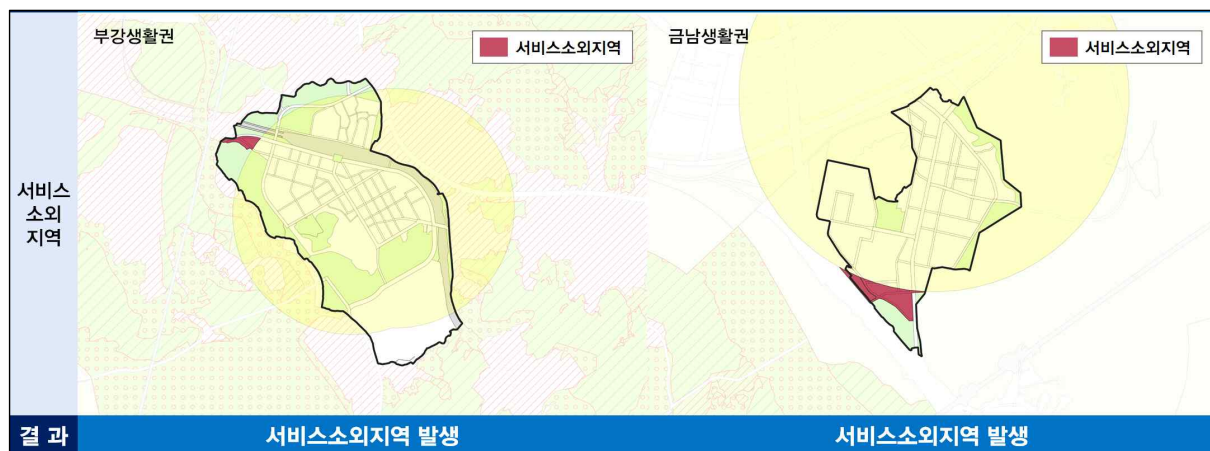 부강생활권
서비스소외지역
금남생활권
서비스소외지역
서비스
소외
지역
결 과
서비스소외지역 발생
서비스소외지역 발생